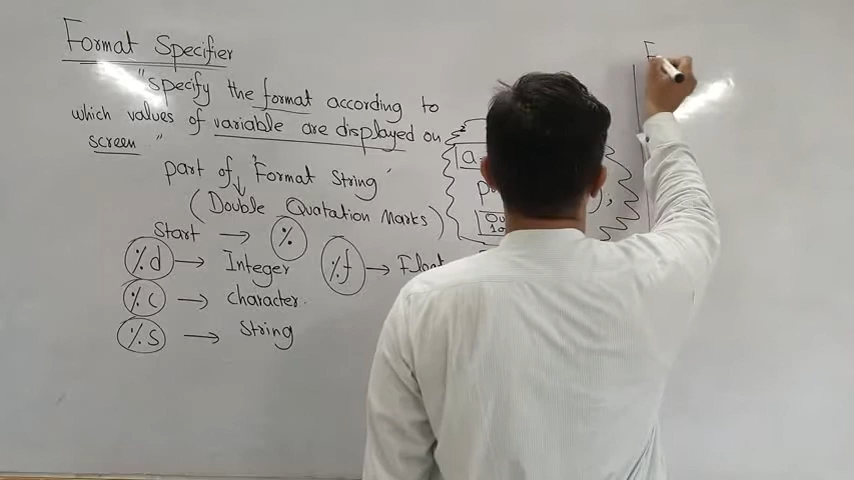 Format Specifier
"specify the format according to
which values of variable are displayed on
screen"
part of 'Format String'
(Double Quatation Marks)
Start → %
%d → Integer
%f → Float
%c → character.
%s → String
a
);
F